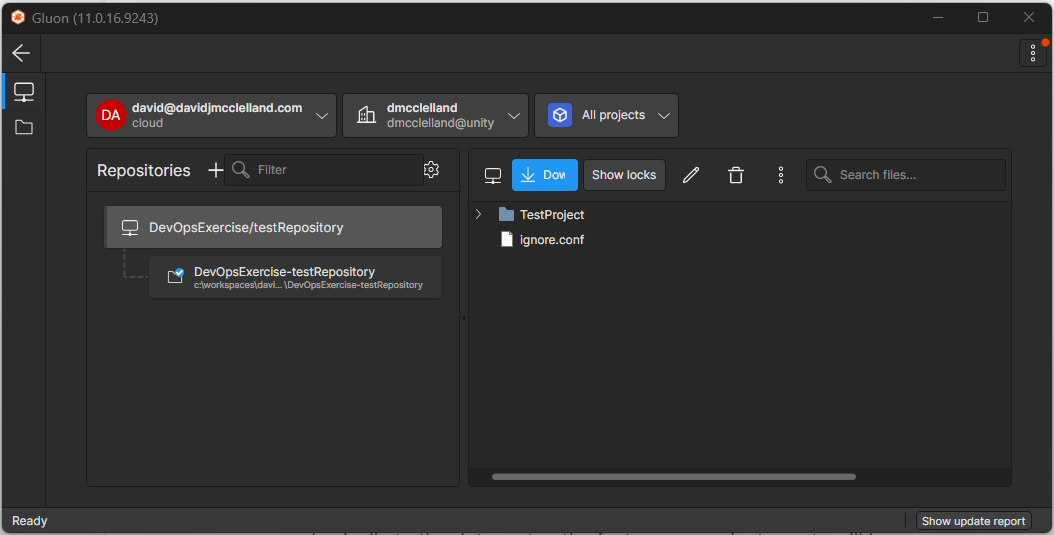 Gluon (11.0.16.9243)
DA
david@davidjmcclelland.com
cloud
dmcclelland
dmcclelland@unity
All projects
Repositories
Filter
DevOpsExercise/testRepository
DevOpsExercise-testRepository
c:\workspaces\davi... \DevOpsExercise-testRepository
Dow
Show locks
Search files...
TestProject
ignore.conf
Ready
Show update report